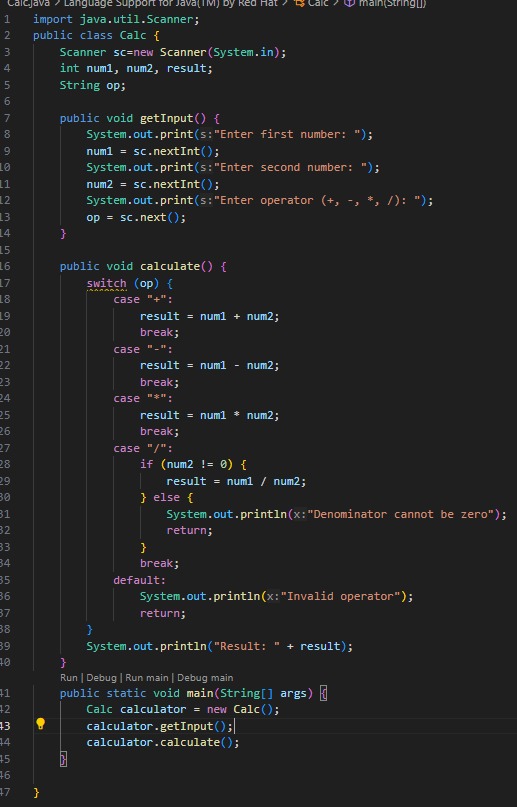 Calc.java > Language Support for Java(TM) by Red Hat > Calc > main(String[])
1 import java.util.Scanner;
2 public class Calc {
3     Scanner sc=new Scanner(System.in);
4     int num1, num2, result;
5     String op;
6
7     public void getInput() {
8         System.out.print(s:"Enter first number: ");
9         num1 = sc.nextInt();
10         System.out.print(s:"Enter second number: ");
11         num2 = sc.nextInt();
12         System.out.print(s:"Enter operator (+, -, *, /): ");
13         op = sc.next();
14     }
15
16     public void calculate() {
17         switch (op) {
18             case "+":
19                 result = num1 + num2;
20                 break;
21             case "-":
22                 result = num1 - num2;
23                 break;
24             case "*":
25                 result = num1 * num2;
26                 break;
27             case "/":
28                 if (num2 != 0) {
29                     result = num1 / num2;
30                 } else {
31                     System.out.println(x:"Denominator cannot be zero");
32                     return;
33                 }
34                 break;
35             default:
36                 System.out.println(x:"Invalid operator");
37                 return;
38         }
39         System.out.println("Result: " + result);
40     }
Run | Debug | Run main | Debug main
41     public static void main(String[] args) {
42         Calc calculator = new Calc();
43         calculator.getInput();
44         calculator.calculate();
45     }
46
47 }